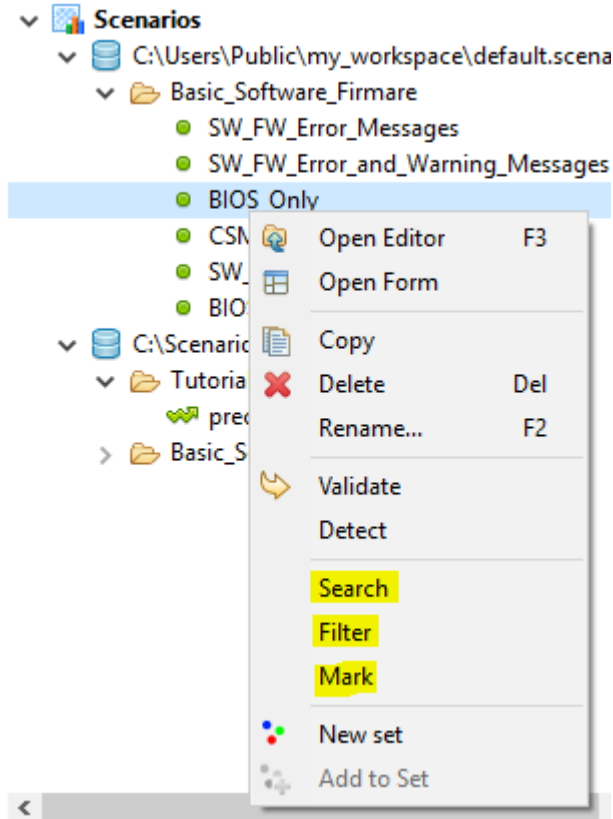 Scenarios
C:\Users\Public\my_workspace\default.scena
Basic_Software_Firmare
SW_FW_Error_Messages
SW_FW_Error_and_Warning_Messages
BIOS_Only
CSM
SW_
BIOS
C:\Scenario
Tutorial
prec
Basic_S
Open Editor F3
Open Form
Copy
Delete Del
Rename... F2
Validate
Detect
Search
Filter
Mark
New set
Add to Set